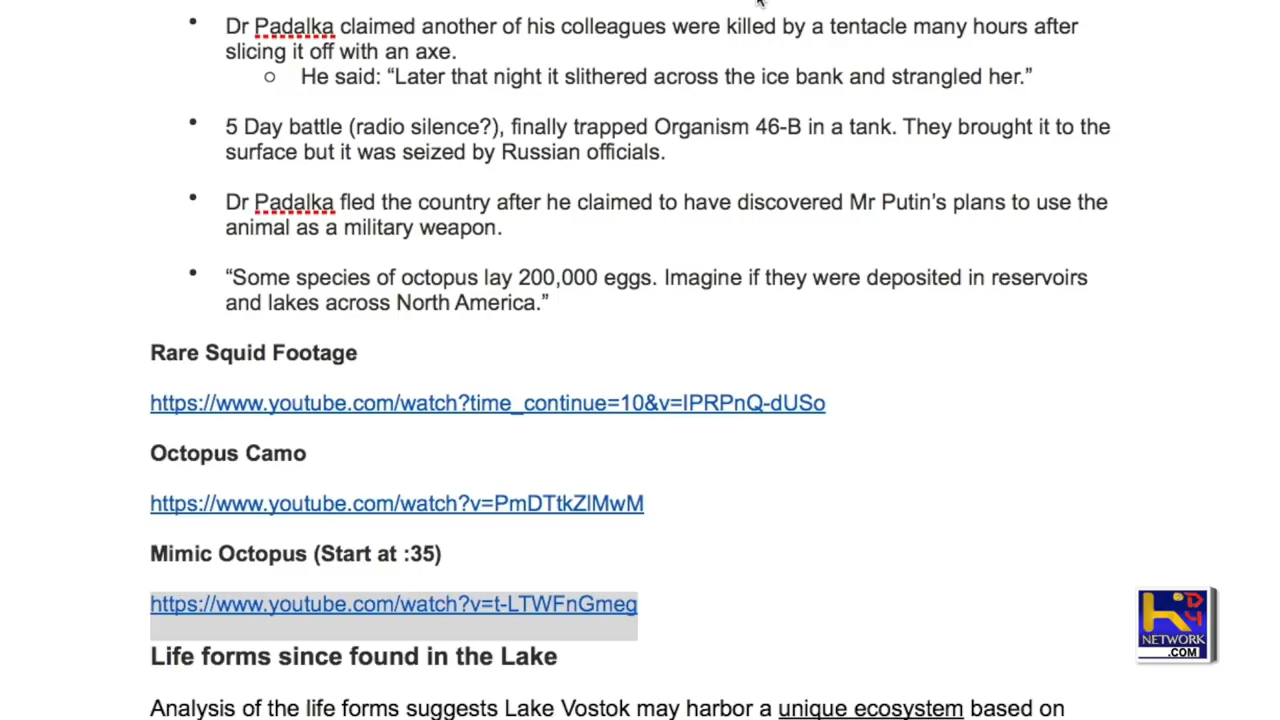 • Dr Padalka claimed another of his colleagues were killed by a tentacle many hours after
slicing it off with an axe.
○ He said: “Later that night it slithered across the ice bank and strangled her.”
• 5 Day battle (radio silence?), finally trapped Organism 46-B in a tank. They brought it to the
surface but it was seized by Russian officials.
• Dr Padalka fled the country after he claimed to have discovered Mr Putin’s plans to use the
animal as a military weapon.
• “Some species of octopus lay 200,000 eggs. Imagine if they were deposited in reservoirs
and lakes across North America.”
Rare Squid Footage
https://www.youtube.com/watch?time_continue=10&v=IPRPnQ-dUSo
Octopus Camo
https://www.youtube.com/watch?v=PmDTtkZlMwM
Mimic Octopus (Start at :35)
https://www.youtube.com/watch?v=t-LTWFnGmeg
Life forms since found in the Lake
Analysis of the life forms suggests Lake Vostok may harbor a unique ecosystem based on
KD4
NETWORK
.COM